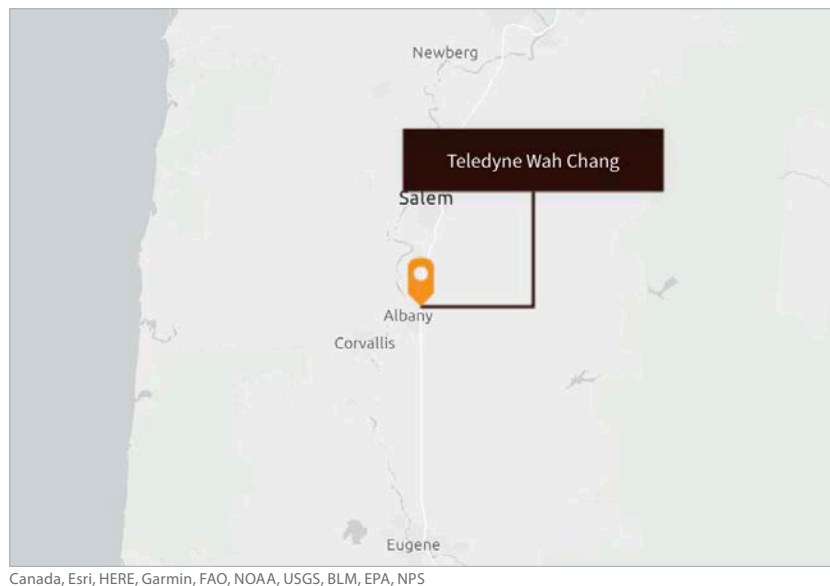 Newberg
Teledyne Wah Chang
Salem
Albany
Corvallis
Eugene
Canada, Esri, HERE, Garmin, FAO, NOAA, USGS, BLM, EPA, NPS